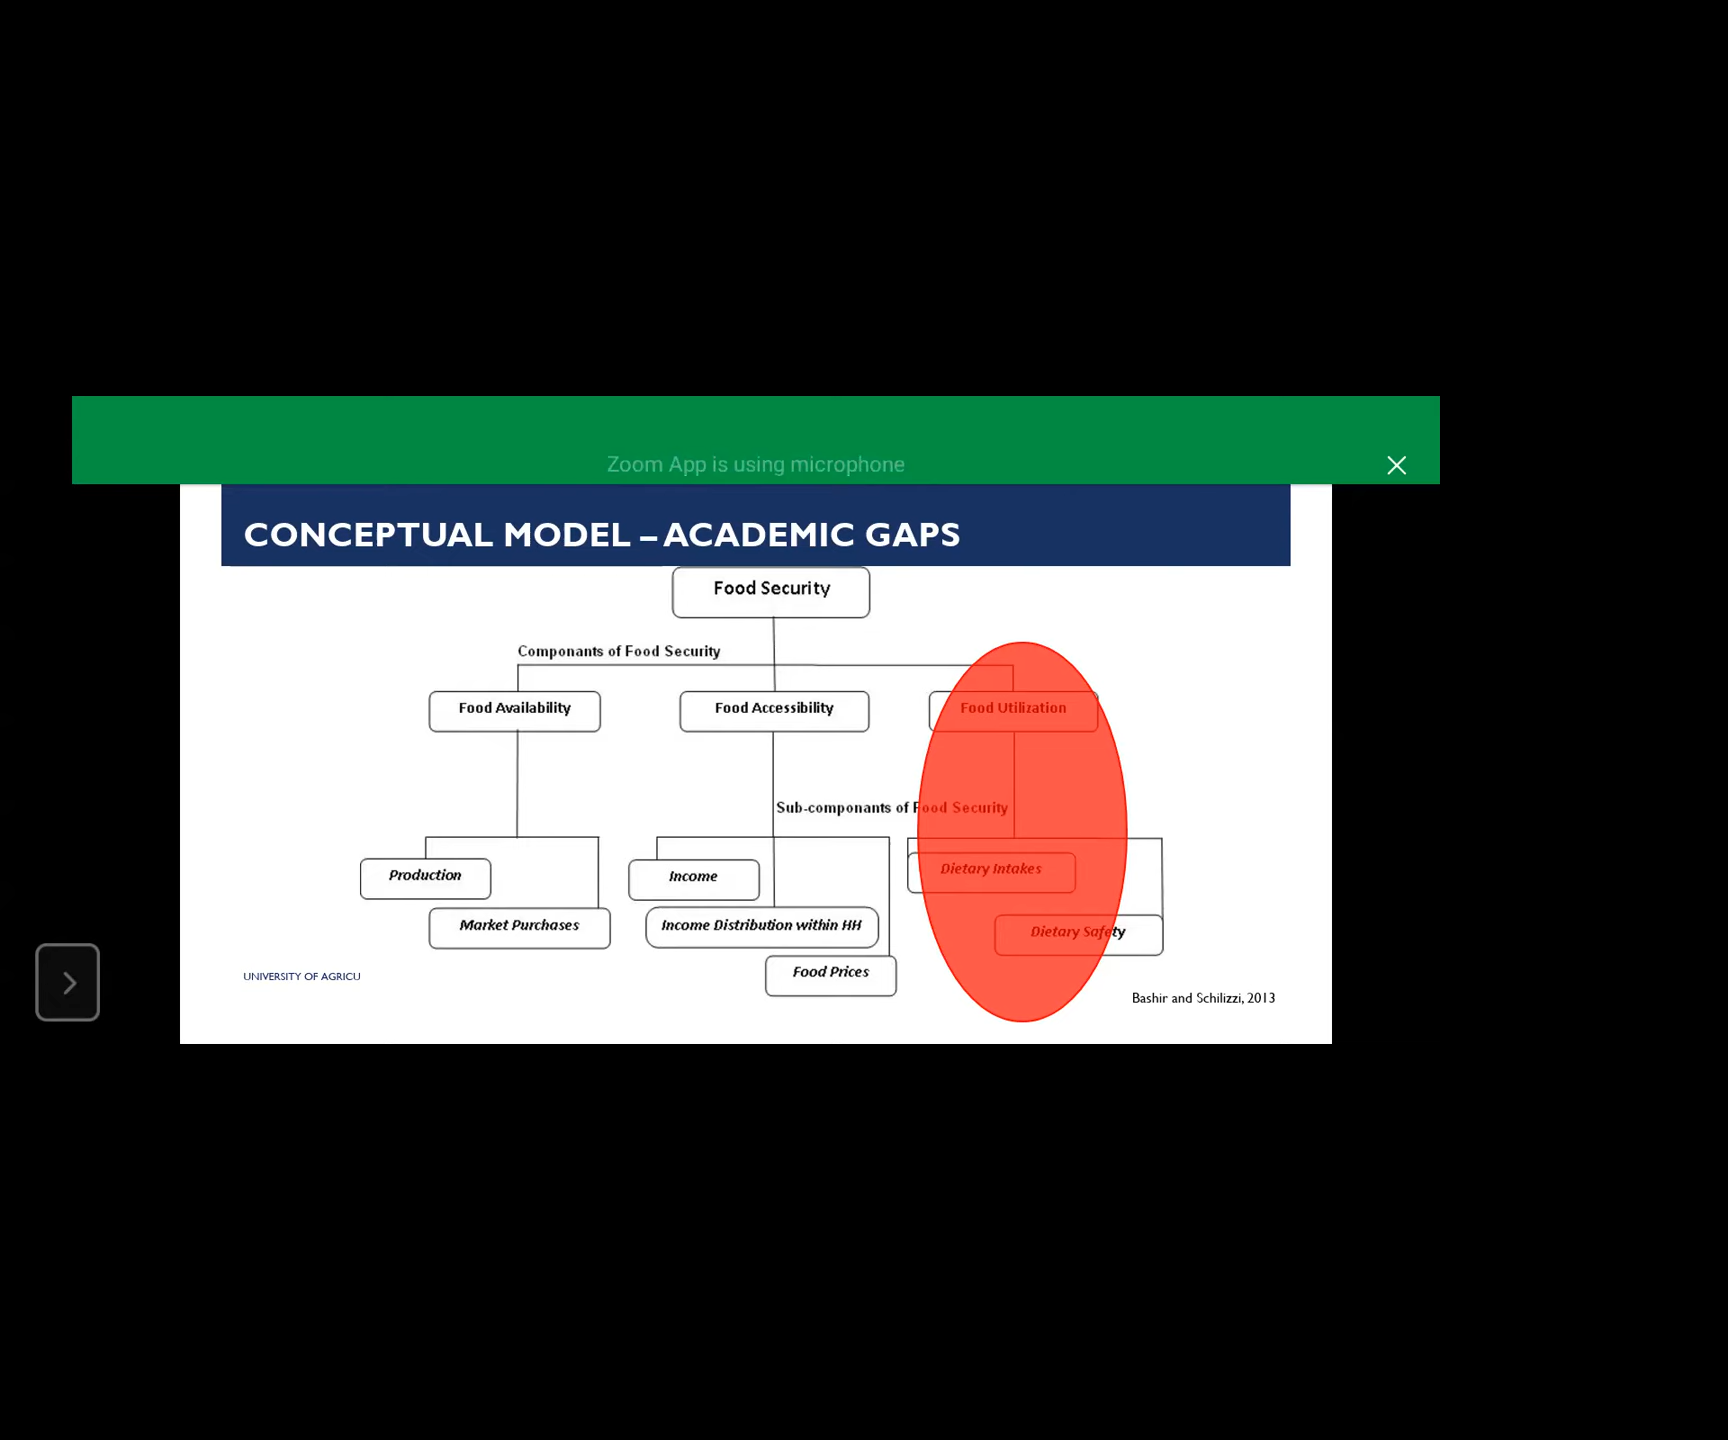 Zoom App is using microphone
CONCEPTUAL MODEL – ACADEMIC GAPS
Food Security
Componants of Food Security
Food Availability
Food Accessibility
Food Utilization
Sub-componants of Food Security
Production
Income
Dietary Intakes
Market Purchases
Income Distribution within HH
Dietary Safety
Food Prices
UNIVERSITY OF AGRICU
Bashir and Schilizzi, 2013